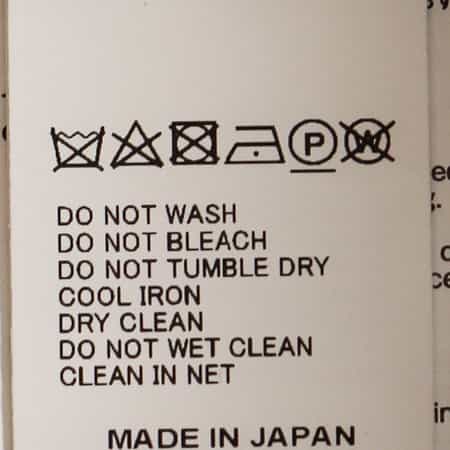 P W
DO NOT WASH
DO NOT BLEACH
DO NOT TUMBLE DRY
COOL IRON
DRY CLEAN
DO NOT WET CLEAN
CLEAN IN NET
MADE IN JAPAN